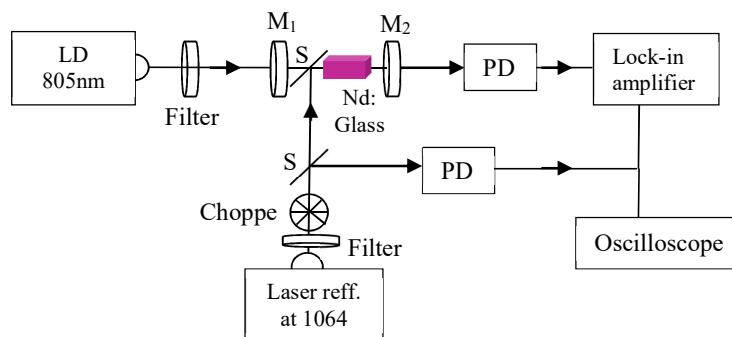 M₁
M₂
LD
805nm
S
PD
Lock-in
amplifier
Filter
Nd:
Glass
S
PD
Choppe
Filter
Oscilloscope
Laser reff.
at 1064